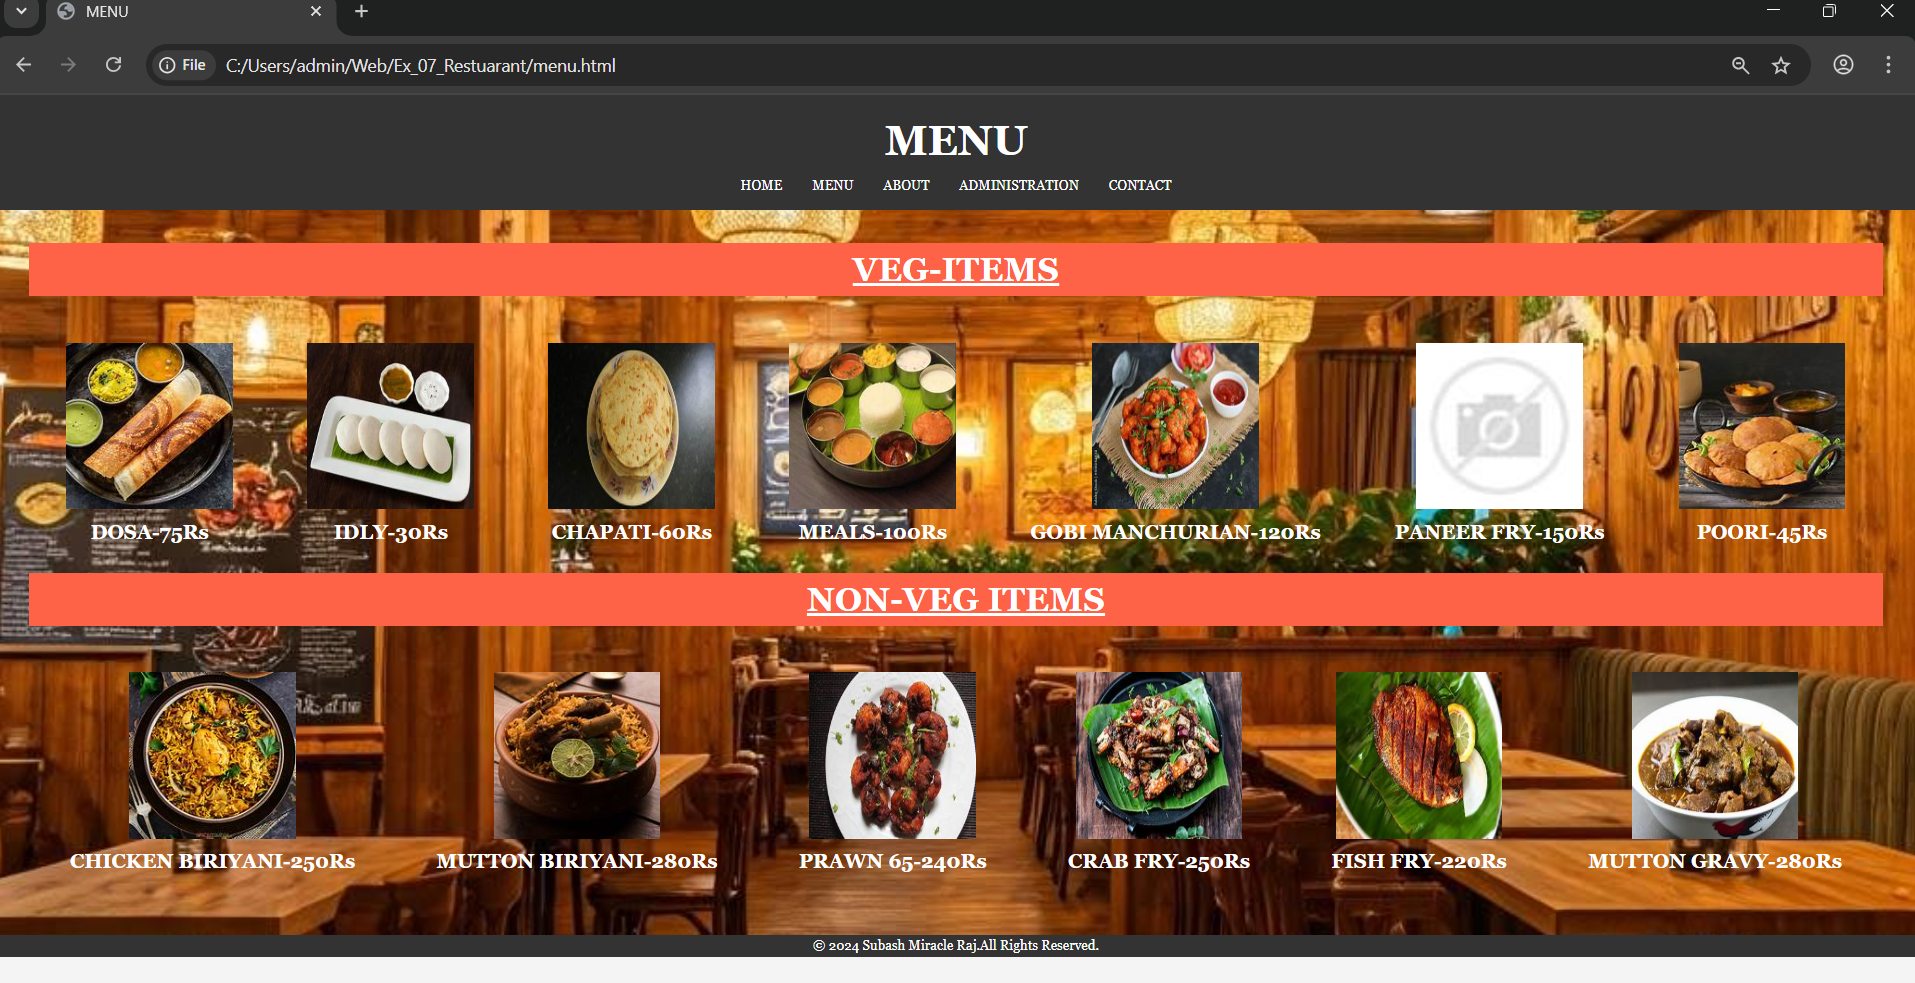 MENU
File C:/Users/admin/Web/Ex_07_Restuarant/menu.html
MENU
HOME MENU ABOUT ADMINISTRATION CONTACT
VEG-ITEMS
DOSA-75Rs IDLY-30Rs CHAPATI-60Rs MEALS-100Rs GOBI MANCHURIAN-120Rs PANEER FRY-150Rs POORI-45Rs
NON-VEG ITEMS
CHICKEN BIRIYANI-250Rs MUTTON BIRIYANI-280Rs PRAWN 65-240Rs CRAB FRY-250Rs FISH FRY-220Rs MUTTON GRAVY-280Rs
© 2024 Subash Miracle Raj.All Rights Reserved.